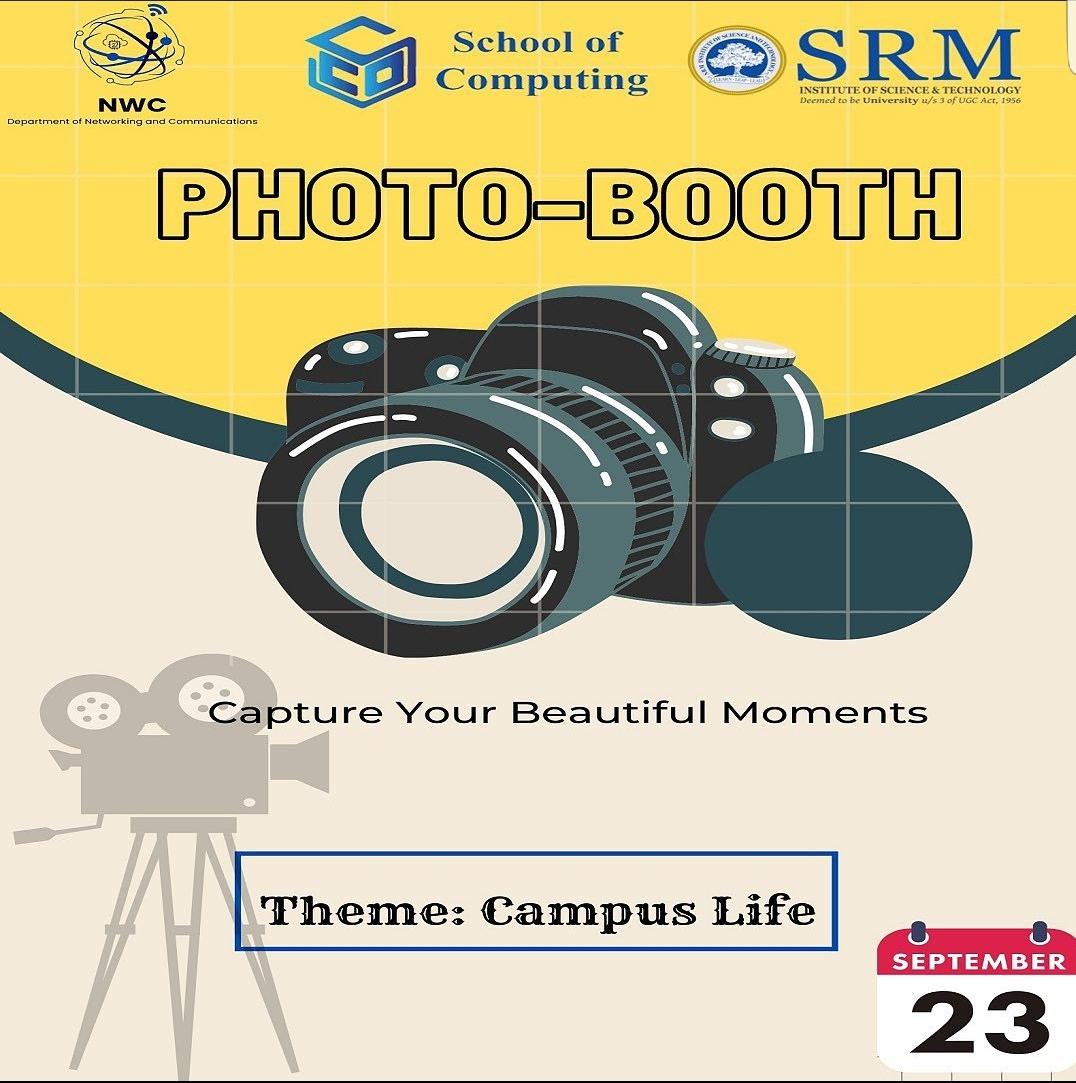 NWC
Department of Networking and Communications
School of
Computing
SRM
INSTITUTE OF SCIENCE & TECHNOLOGY
Deemed to be University u/s 3 of UGC Act, 1956
PHOTO-BOOTH
Capture Your Beautiful Moments
Theme: Campus Life
SEPTEMBER
23